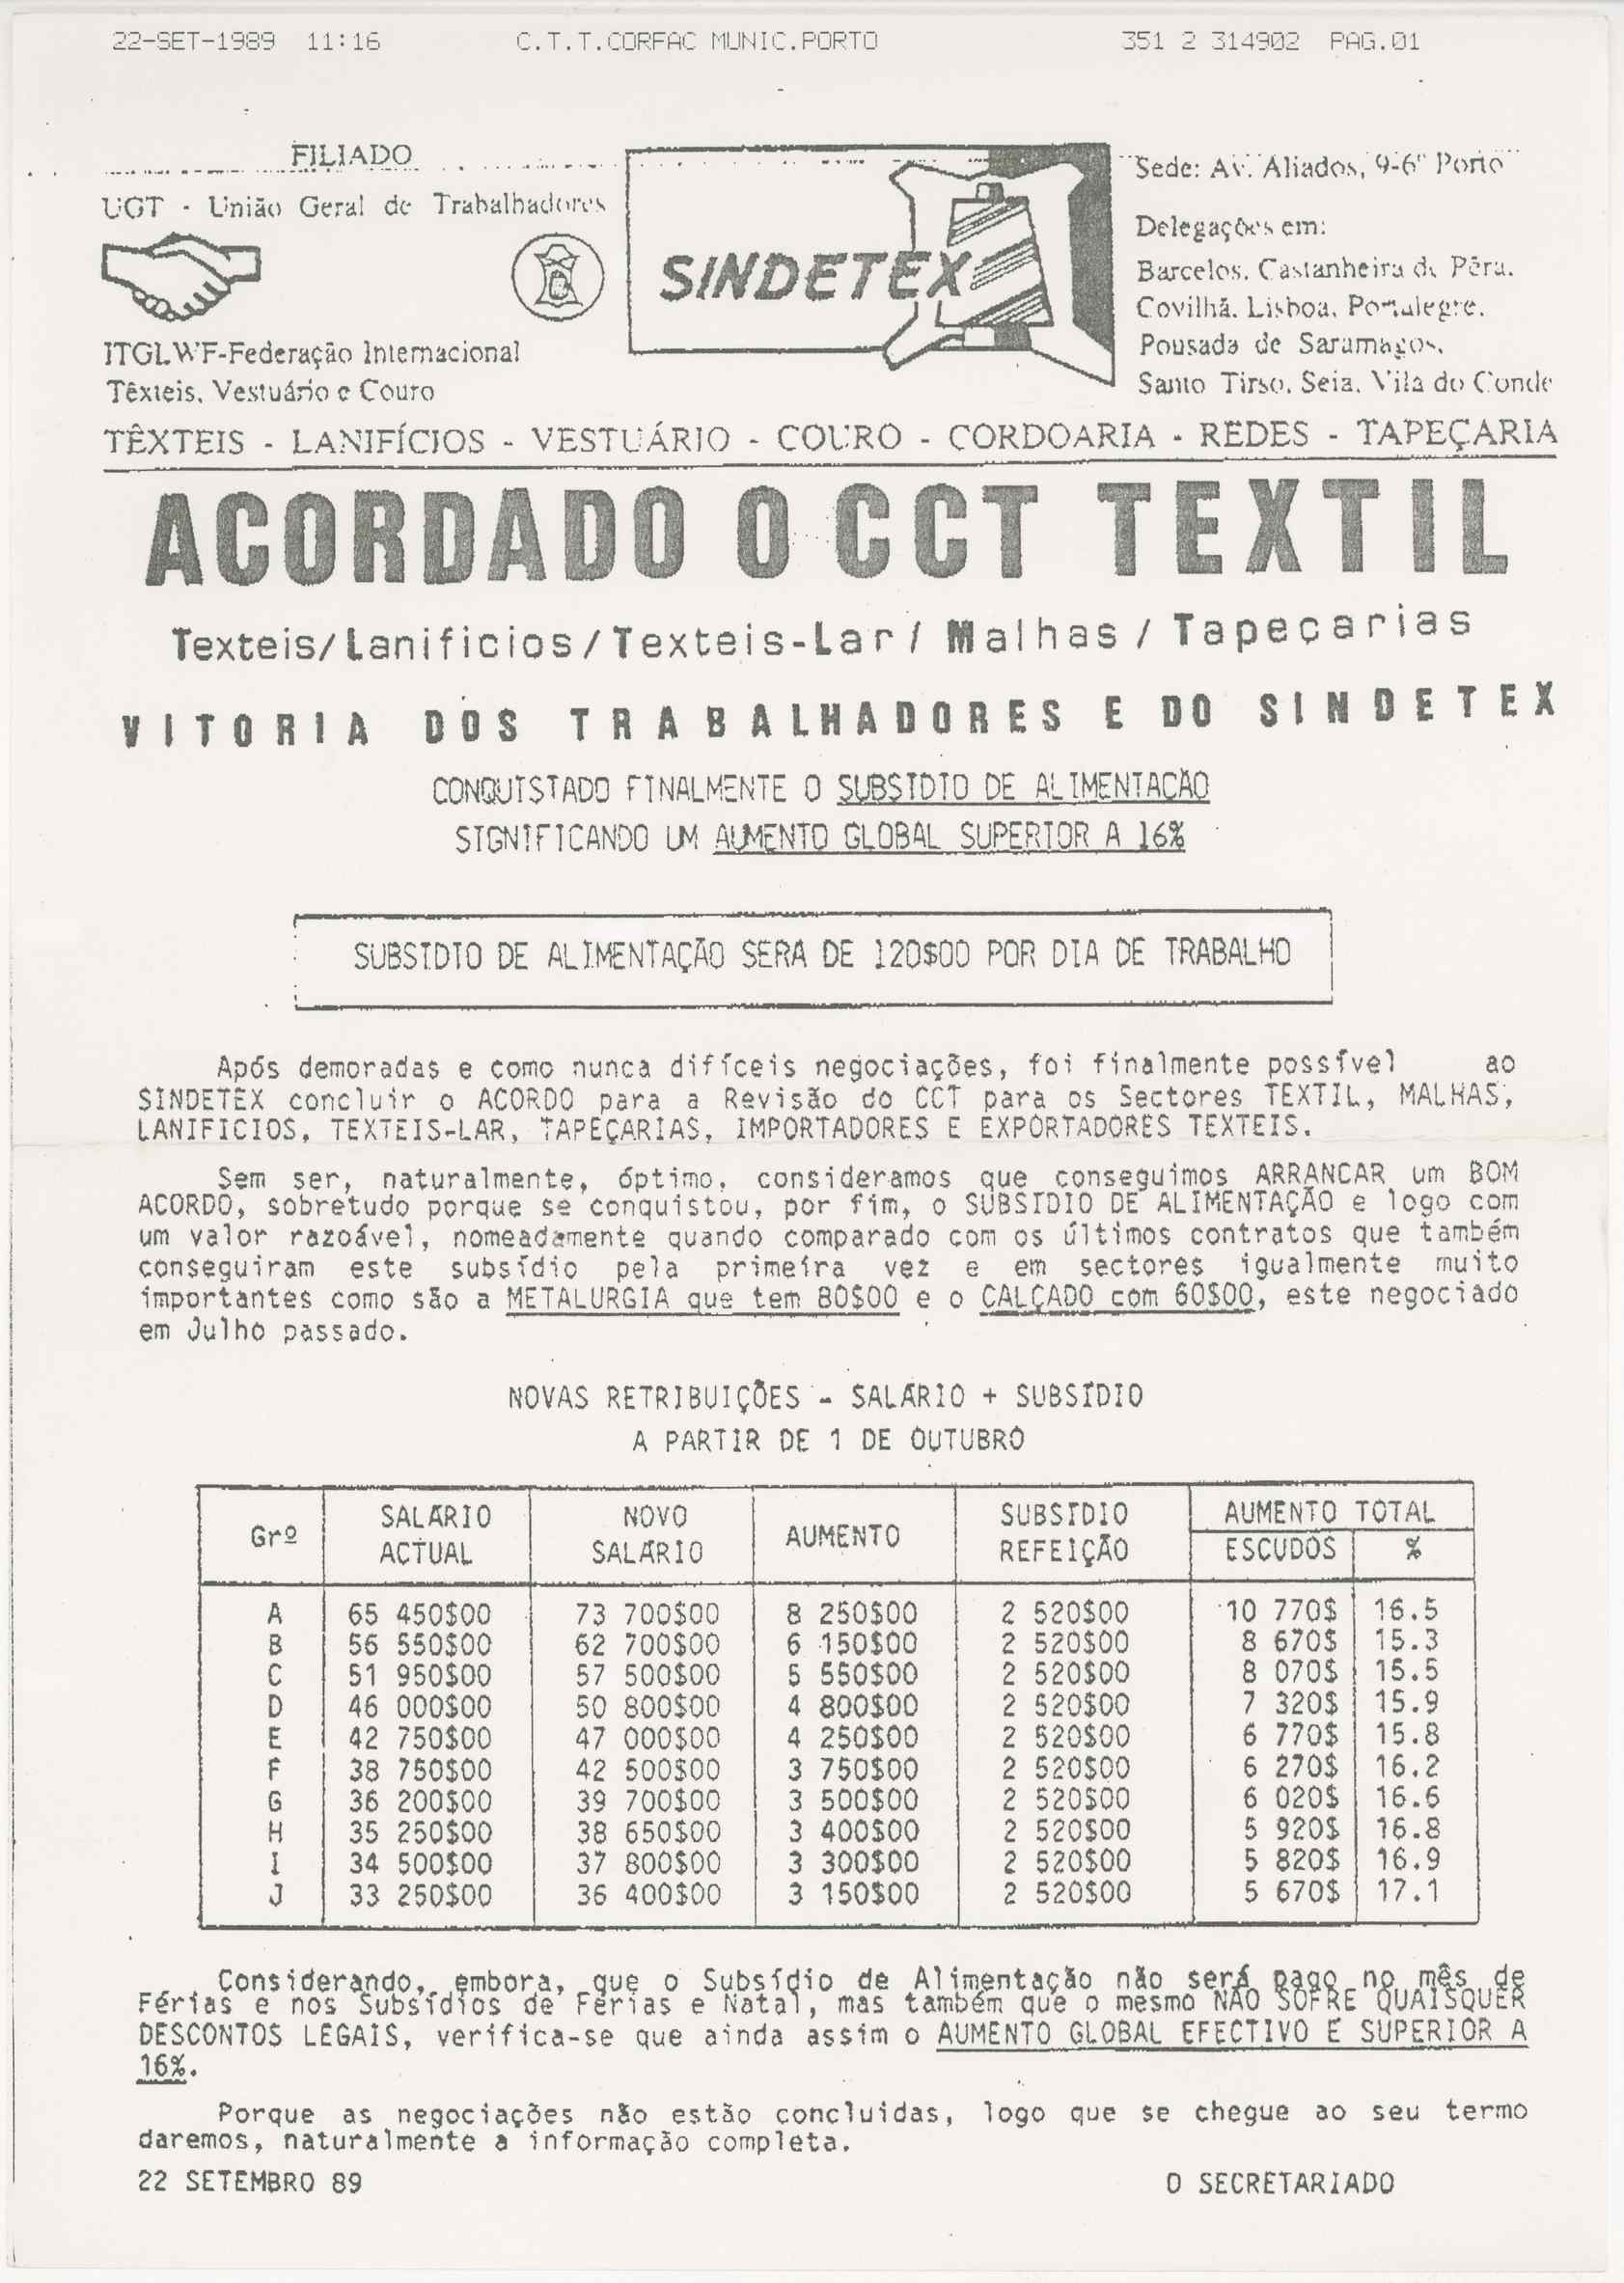 22-SET-1989 11:16 C.T.T.CORFAC MUNIC.PORTO 351 2 314902 PAG.01
FILIADO
UGT - União Geral de Trabalhadores
ITGLWF-Federação Internacional
Têxteis, Vestuário e Couro
SINDETEX
Sede: Av. Aliados, 9-6º Porto
Delegações em:
Barcelos, Castanheira de Pêra,
Covilhã, Lisboa, Portalegre,
Pousada de Saramagos,
Santo Tirso, Seia, Vila do Conde
TÊXTEIS - LANIFÍCIOS - VESTUÁRIO - COURO - CORDOARIA - REDES - TAPEÇARIA
ACORDADO O CCT TEXTIL
Texteis/Lanificios/Texteis-Lar/Malhas/Tapeçarias
VITORIA DOS TRABALHADORES E DO SINDETEX
CONQUISTADO FINALMENTE O SUBSIDIO DE ALIMENTACÃO
SIGNIFICANDO UM AUMENTO GLOBAL SUPERIOR A 16%
SUBSIDIO DE ALIMENTAÇÃO SERA DE 120$00 POR DIA DE TRABALHO
Após demoradas e como nunca difíceis negociações, foi finalmente possível ao
SINDETEX concluir o ACORDO para a Revisão do CCT para os Sectores TEXTIL, MALHAS,
LANIFICIOS, TEXTEIS-LAR, TAPEÇARIAS, IMPORTADORES E EXPORTADORES TEXTEIS.
Sem ser, naturalmente, óptimo, consideramos que conseguimos ARRANCAR um BOM
ACORDO, sobretudo porque se conquistou, por fim, o SUBSIDIO DE ALIMENTAÇÃO e logo com
um valor razoável, nomeadamente quando comparado com os últimos contratos que também
conseguiram este subsídio pela primeira vez e em sectores igualmente muito
importantes como são a METALURGIA que tem 80$00 e o CALÇADO com 60$00, este negociado
em Julho passado.
NOVAS RETRIBUIÇÕES - SALÁRIO + SUBSÍDIO
A PARTIR DE 1 DE OUTUBRO
Grº SALÁRIO ACTUAL NOVO SALÁRIO AUMENTO SUBSIDIO REFEIÇÃO AUMENTO TOTAL
ESCUDOS %
A 65 450$00 73 700$00 8 250$00 2 520$00 10 770$ 16.5
B 56 550$00 62 700$00 6 150$00 2 520$00 8 670$ 15.3
C 51 950$00 57 500$00 5 550$00 2 520$00 8 070$ 15.5
D 46 000$00 50 800$00 4 800$00 2 520$00 7 320$ 15.9
E 42 750$00 47 000$00 4 250$00 2 520$00 6 770$ 15.8
F 38 750$00 42 500$00 3 750$00 2 520$00 6 270$ 16.2
G 36 200$00 39 700$00 3 500$00 2 520$00 6 020$ 16.6
H 35 250$00 38 650$00 3 400$00 2 520$00 5 920$ 16.8
I 34 500$00 37 800$00 3 300$00 2 520$00 5 820$ 16.9
J 33 250$00 36 400$00 3 150$00 2 520$00 5 670$ 17.1
Considerando, embora, que o Subsídio de Alimentação não será pago no mês de
Férias e nos Subsídios de Férias e Natal, mas também que o mesmo NÃO SOFRE QUAISQUER
DESCONTOS LEGAIS, verifica-se que ainda assim o AUMENTO GLOBAL EFECTIVO É SUPERIOR A
16%.
Porque as negociações não estão concluidas, logo que se chegue ao seu termo
daremos, naturalmente a informação completa.
22 SETEMBRO 89 O SECRETARIADO